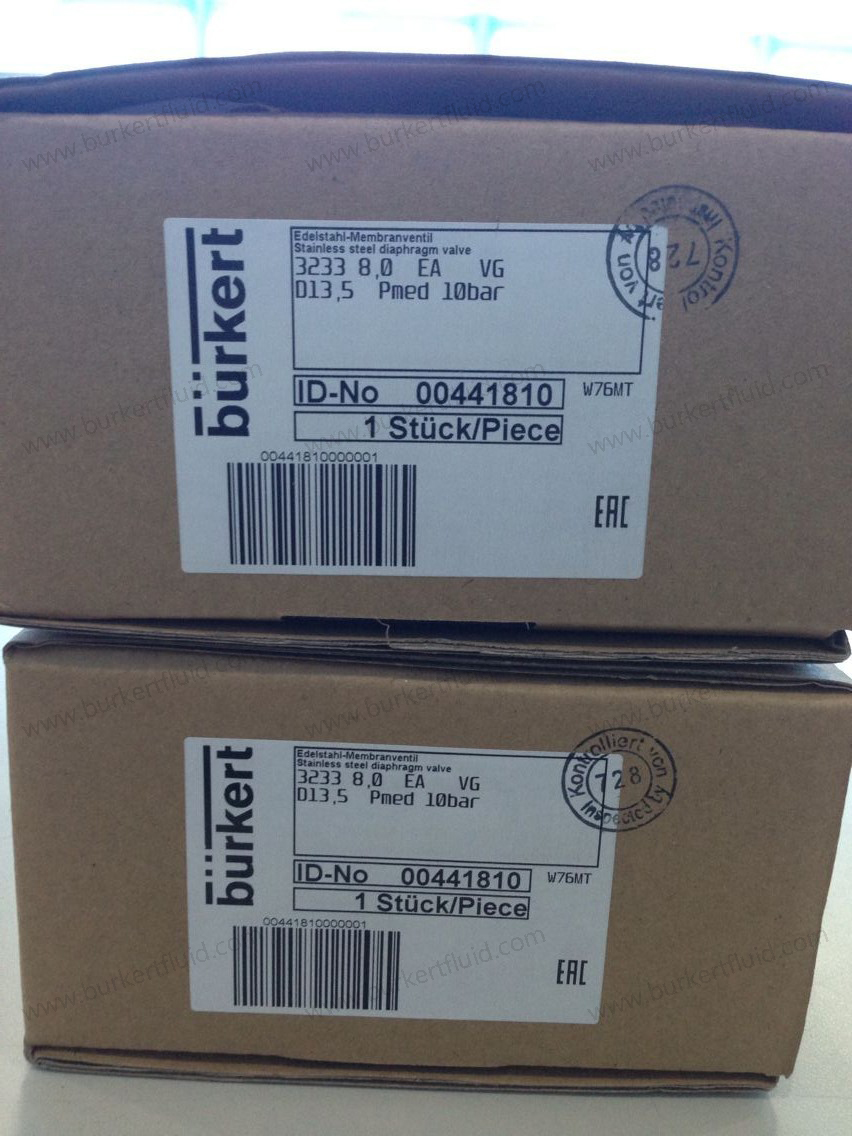 bürkert
Edelstahl-Membranventil
Stainless steel diaphragm valve
3233 8,0 EA VG
D13,5 Pmed 10bar
ID-No 00441810 W76MT
1 Stück/Piece
00441810000001
EAC
Kontrolliert von
728
bürkert
Edelstahl-Membranventil
Stainless steel diaphragm valve
3233 8,0 EA VG
D13,5 Pmed 10bar
ID-No 00441810 W76MT
1 Stück/Piece
00441810000001
EAC
Kontrolliert von
728
Inspected by
www.burkertfluid.com